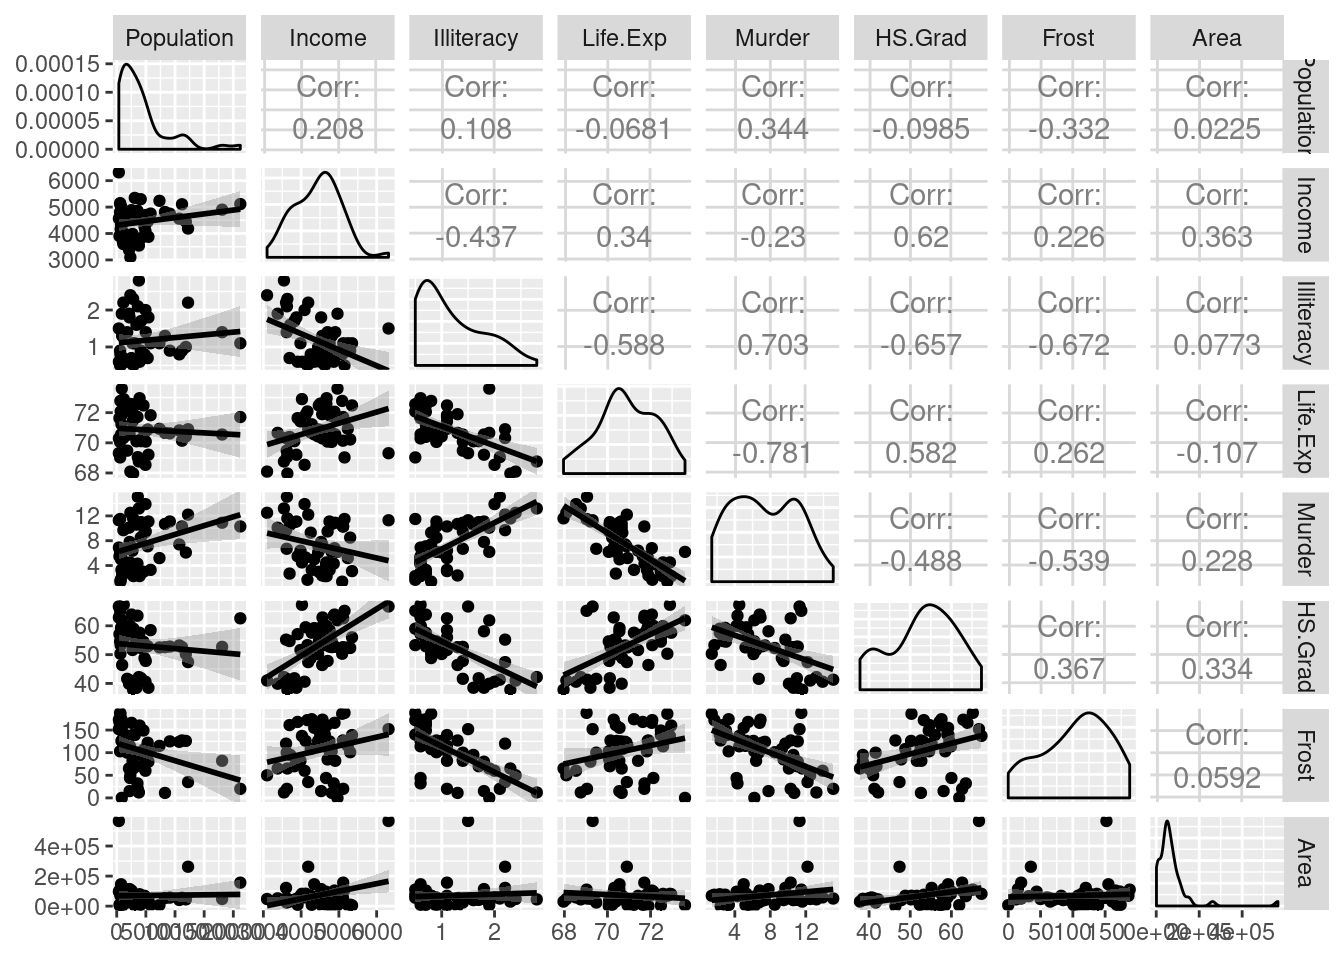 Population Income Illiteracy Life.Exp Murder HS.Grad Frost Area
0.00015
0.00010
0.00005
0.00000
Corr: Corr: Corr: Corr: Corr: Corr: Corr:
0.208 0.108 -0.0681 0.344 -0.0985 -0.332 0.0225
Population
6000
5000
4000
3000
Corr: Corr: Corr: Corr: Corr: Corr:
-0.437 0.34 -0.23 0.62 0.226 0.363
Income
2
1
Corr: Corr: Corr: Corr: Corr:
-0.588 0.703 -0.657 -0.672 0.0773
Illiteracy
72
70
68
Corr: Corr: Corr: Corr:
-0.781 0.582 0.262 -0.107
Life.Exp
12
8
4
Corr: Corr: Corr:
-0.488 -0.539 0.228
Murder
60
50
40
Corr: Corr:
0.367 0.334
HS.Grad
150
100
50
0
Corr:
0.0592
Frost
4e+05
2e+05
0e+00
Area
0 5000 10000 15000 20000 3000 4000 5000 6000 1 2 68 70 72 4 8 12 40 50 60 0 50 100 150 0e+00 2e+05 4e+05